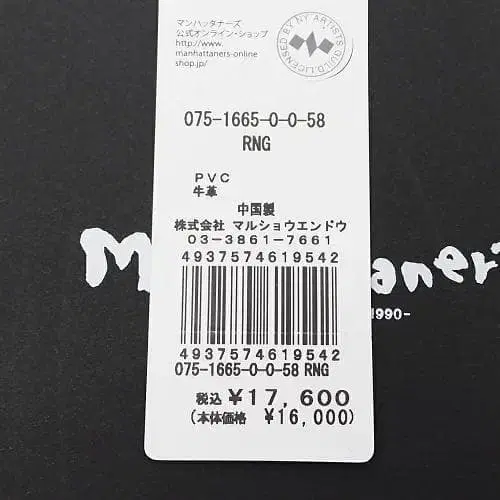 マンハッタナーズ
公式オンライン・ショップ
http://www.
manhattaners-online
shop.jp/
LICENSED BY NY ARTISTS GUILD.
075-1665-0-0-58
RNG
PVC
牛革
中国製
株式会社 マルショウエンドウ
03-3861-7661
4937574619542
4937574619542
075-1665-0-0-58 RNG
税込 ¥17,600
(本体価格 ¥16,000)
1990-